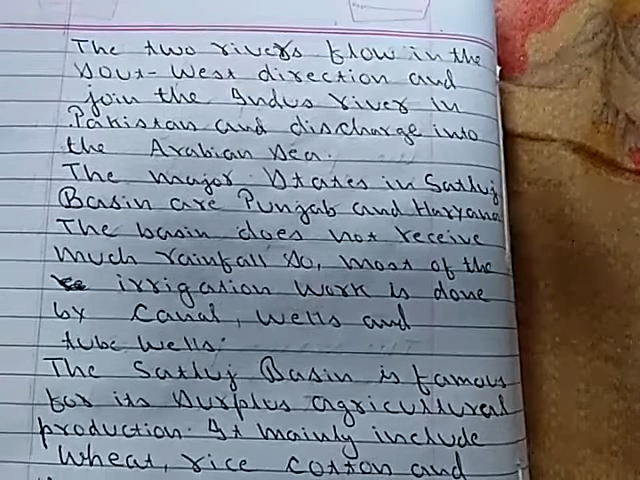 The two rivers flow in the
Sout-West direction and
join the Indus river in
Pakistan and discharge into
the Arabian Sea.
The major States in Satluj
Basin are Punjab and Haryana
The basin does not receive
much rainfall so, most of the
irrigation work is done
by canal, wells and
tube wells.
The Satluj Basin is famous
for its surplus agricultural
production. It mainly include
wheat, rice cotton and